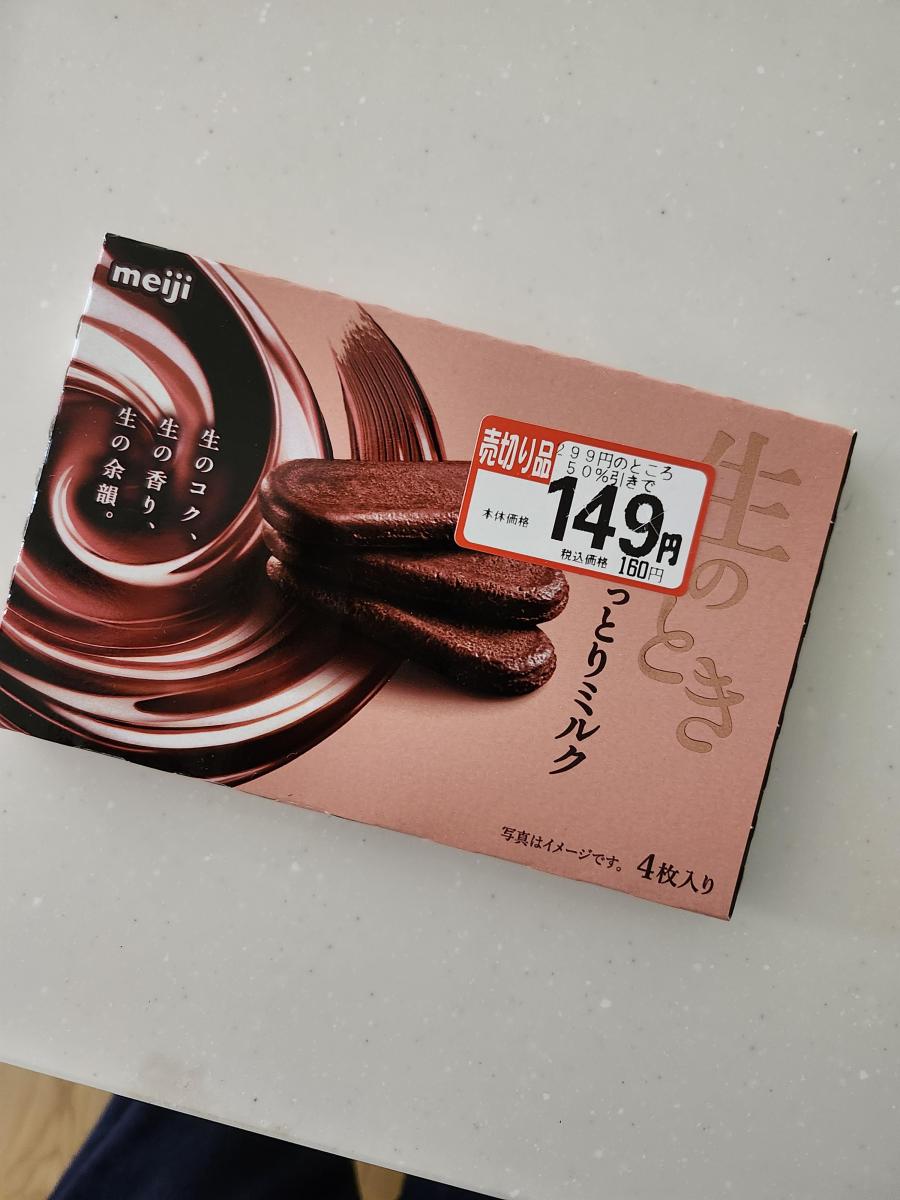 meiji
生のコク、
生の香り、
生の余韻。
売切り品
299円のところ
50%引きで
本体価格
149円
税込価格 160円
生のとき
っとりミルク
写真はイメージです。
4枚入り